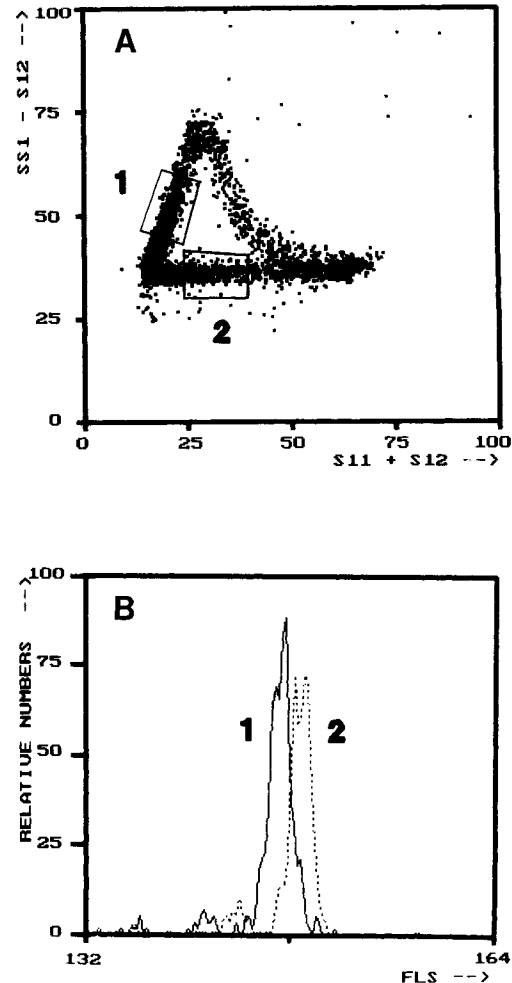 100
A
SS1 - S12 -->
75
1
50
25
2
0
0 25 50 75 100
S11 + S12 -->
100
B
RELATIVE NUMBERS -->
75
1 2
50
25
0
132 164
FLS -->